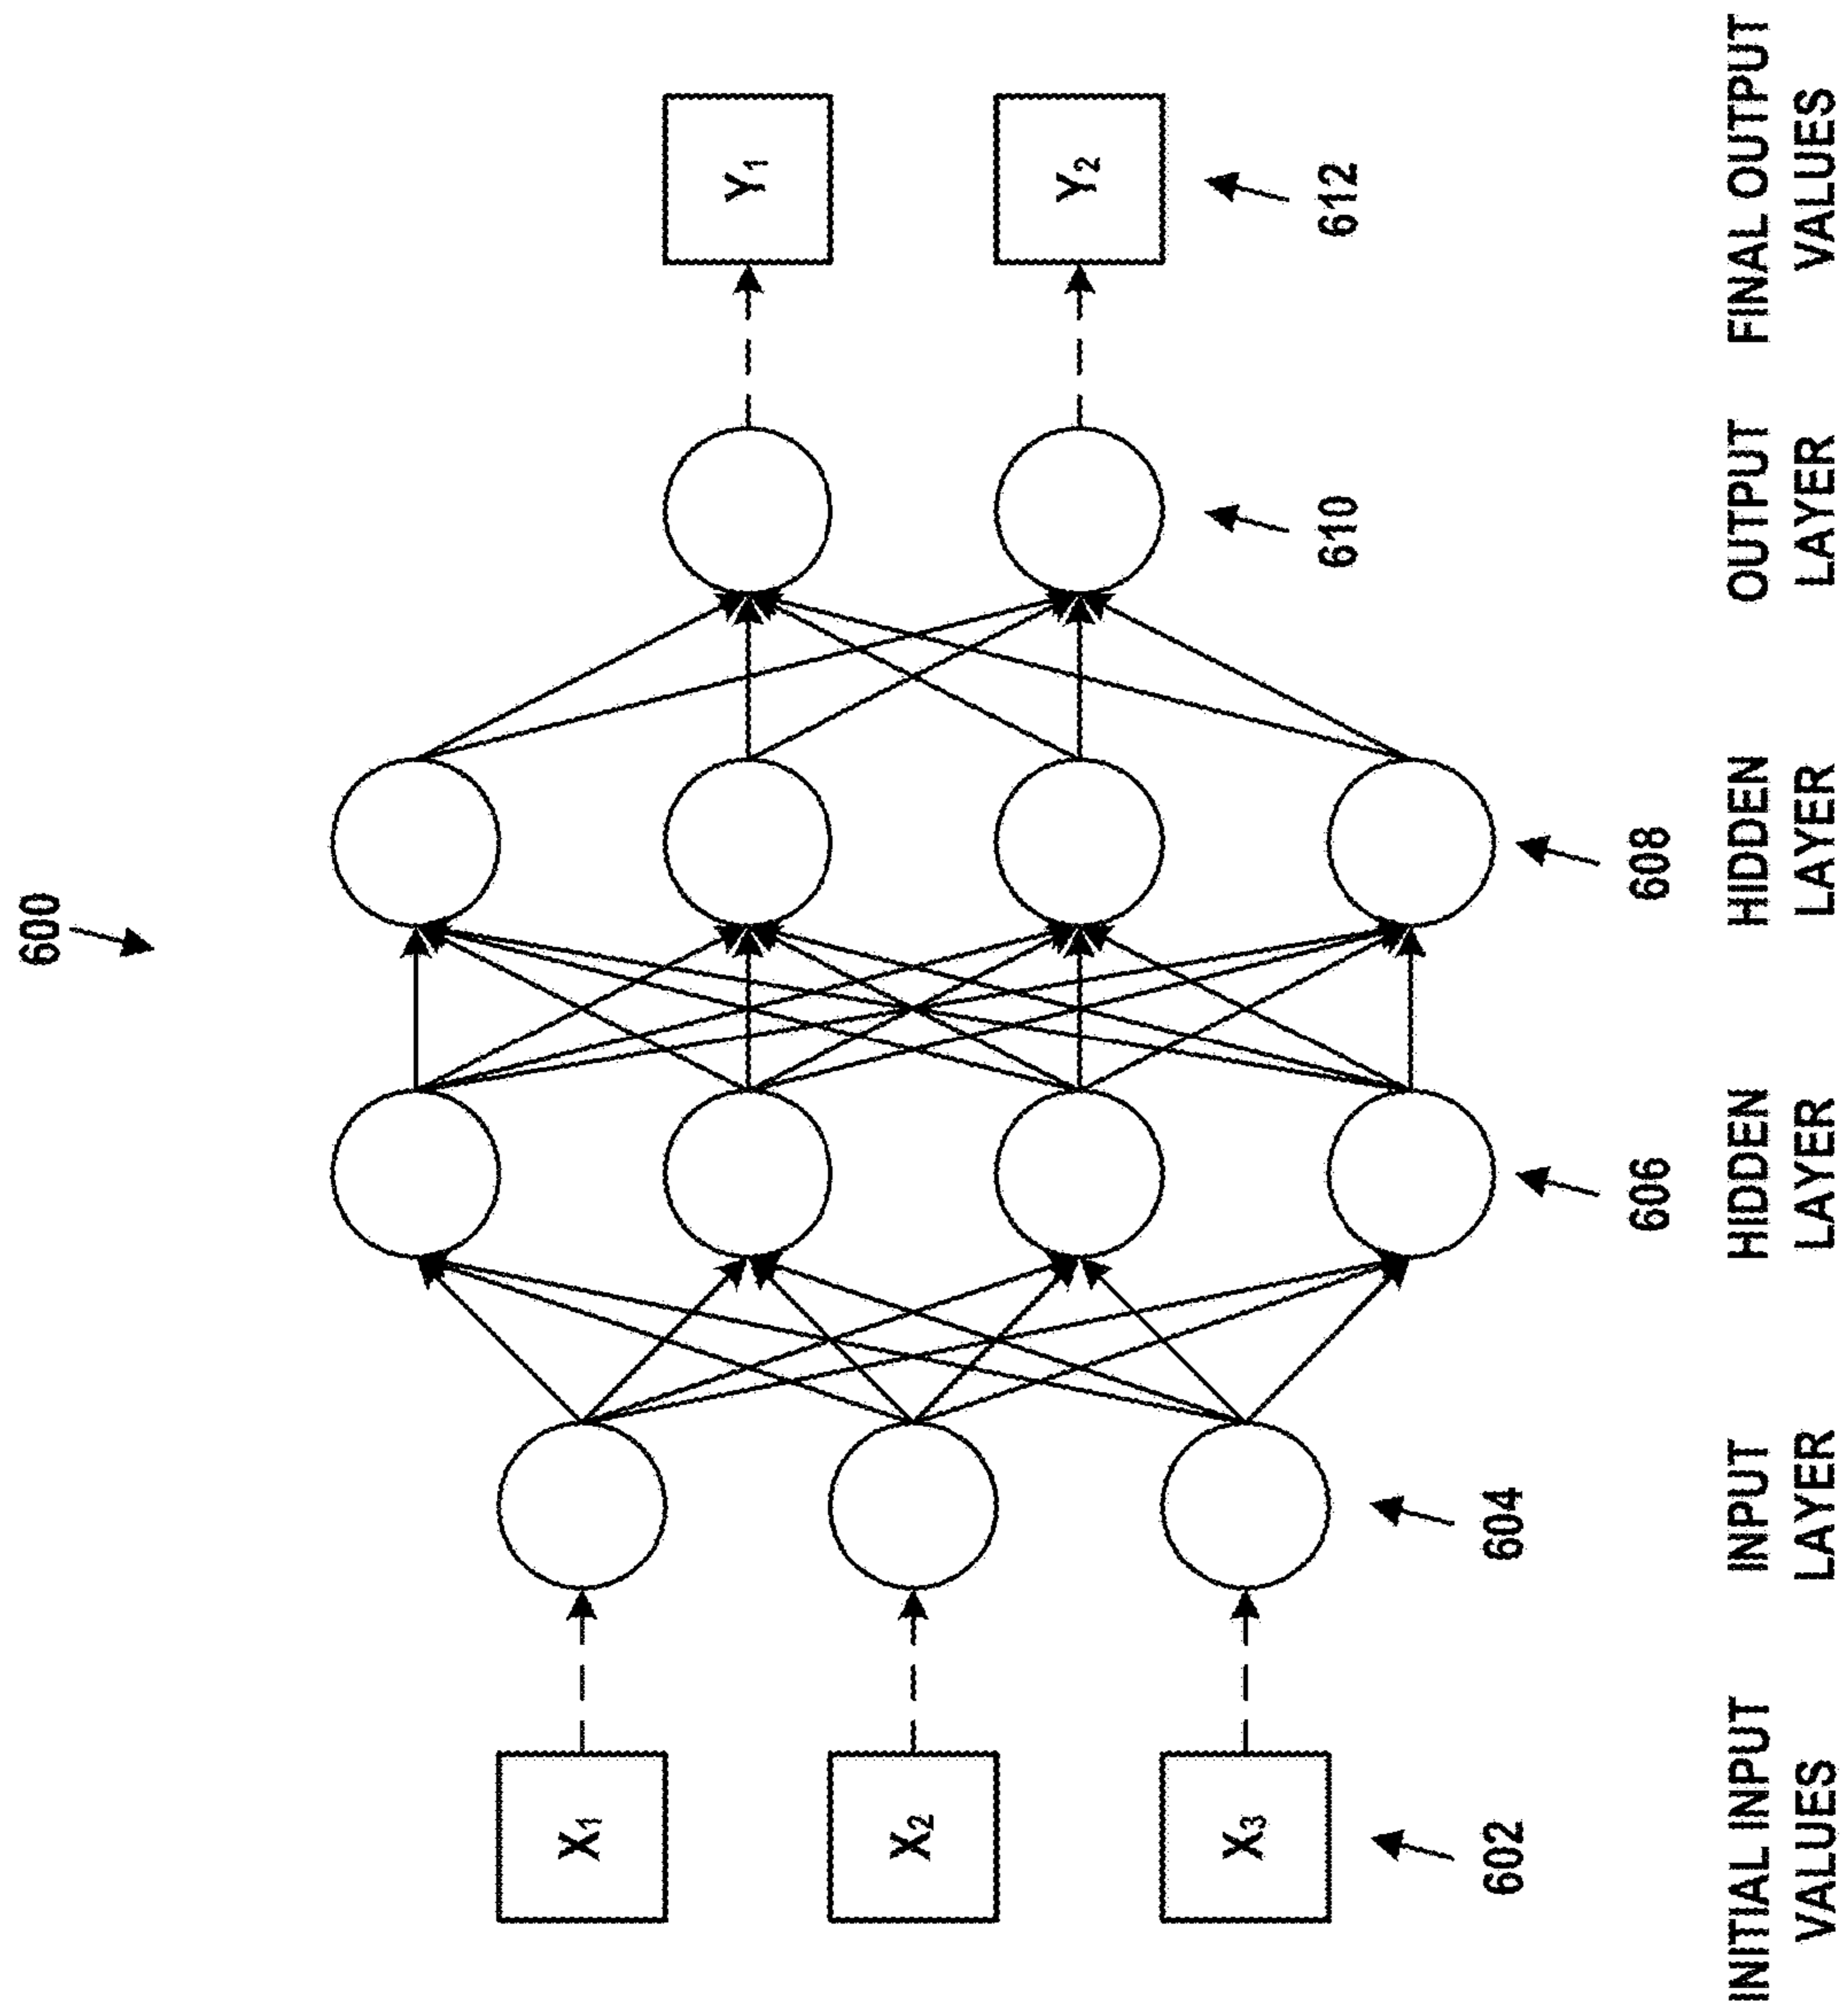 600
X1
X2
X3
Y1
Y2
602
604
606
608
610
612
INITIAL INPUT
VALUES
INPUT
LAYER
HIDDEN
LAYER
HIDDEN
LAYER
OUTPUT
LAYER
FINAL OUTPUT
VALUES